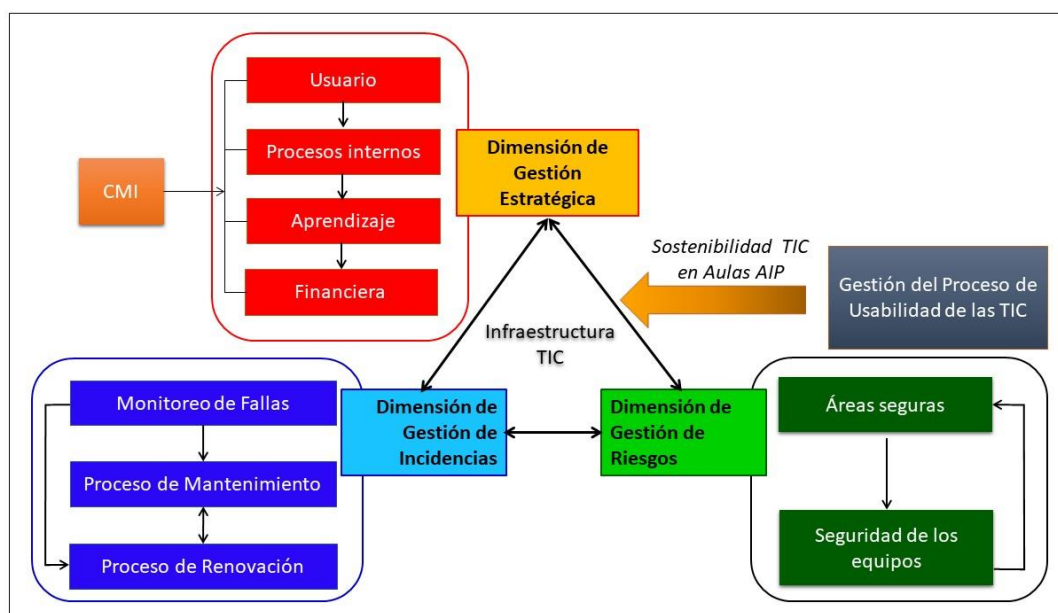 Usuario
Procesos internos
Aprendizaje
Financiera
CMI
Dimensión de
Gestión
Estratégica
Sostenibilidad TIC
en Aulas AIP
Gestión del Proceso de
Usabilidad de las TIC
Infraestructura
TIC
Monitoreo de Fallas
Proceso de Mantenimiento
Proceso de Renovación
Dimensión de
Gestión de
Incidencias
Dimensión de
Gestión de
Riesgos
Áreas seguras
Seguridad de los
equipos